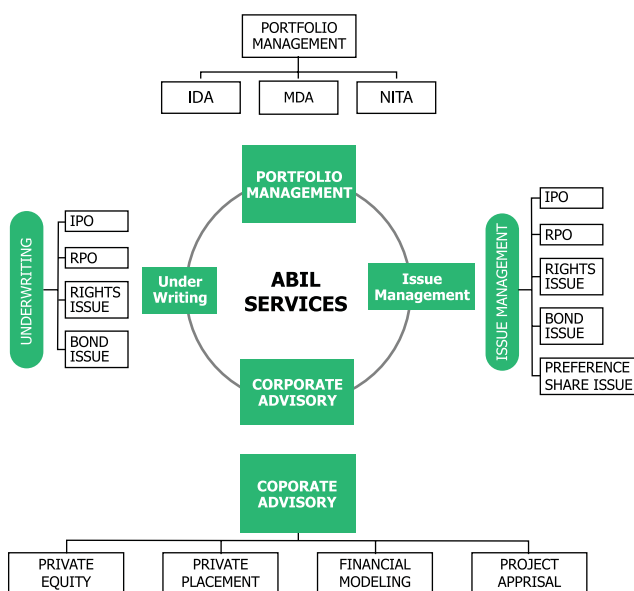 PORTFOLIO
MANAGEMENT
IDA
MDA
NITA
PORTFOLIO
MANAGEMENT
UNDERWRITING
IPO
RPO
RIGHTS
ISSUE
BOND
ISSUE
Under
Writing
ABIL
SERVICES
Issue
Management
CORPORATE
ADVISORY
ISSUE MANAGEMENT
IPO
RPO
RIGHTS
ISSUE
BOND
ISSUE
PREFERENCE
SHARE ISSUE
COPORATE
ADVISORY
PRIVATE
EQUITY
PRIVATE
PLACEMENT
FINANCIAL
MODELING
PROJECT
APPRISAL